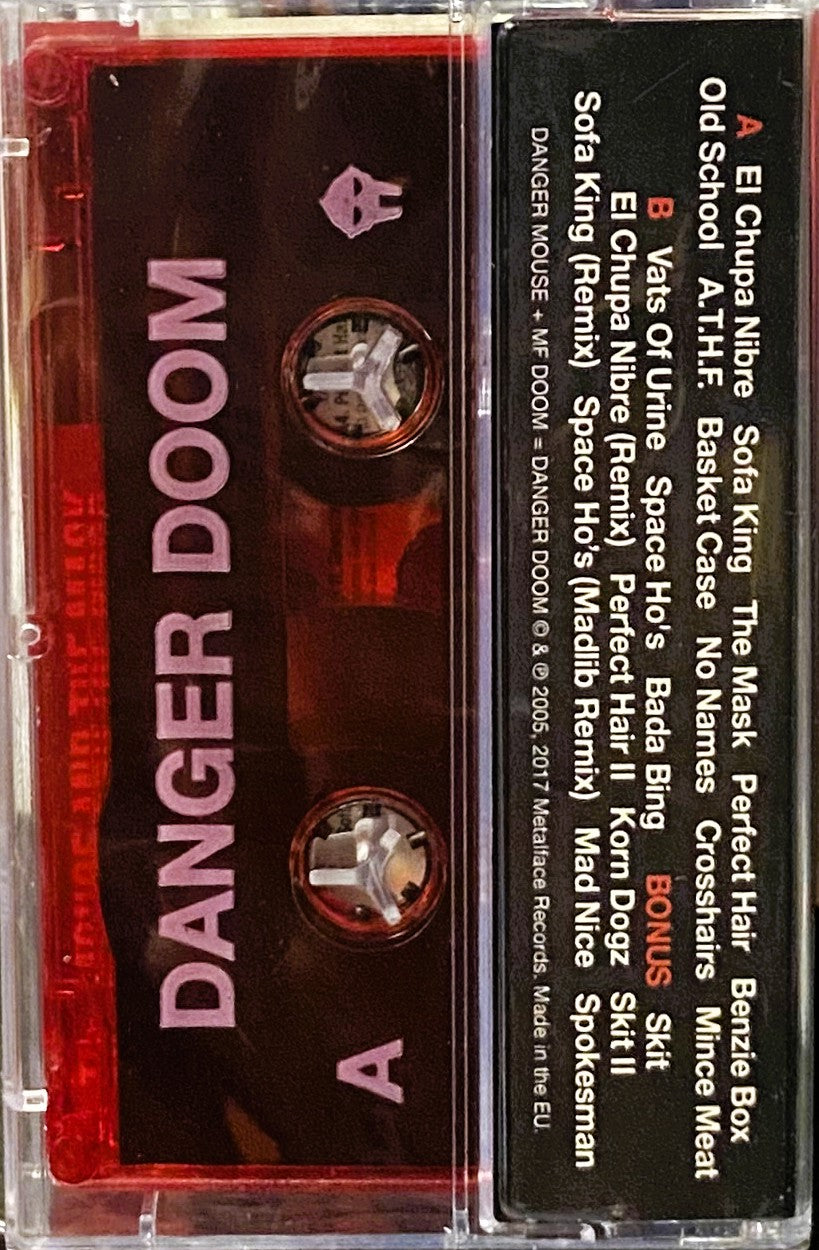 A El Chupa Nibre Sofa King The Mask Perfect Hair Benzie Box
Old School A.T.H.F. Basket Case No Names Crosshairs Mince Meat
B Vats Of Urine Space Ho's Bada Bing BONUS Skit
El Chupa Nibre (Remix) Perfect Hair II Korn Dogz Skit II
Sofa King (Remix) Space Ho's (Madlib Remix) Mad Nice Spokesman
DANGER MOUSE + MF DOOM = DANGER DOOM © & ℗ 2005, 2017 Metalface Records. Made in the EU.
DANGER DOOM
A